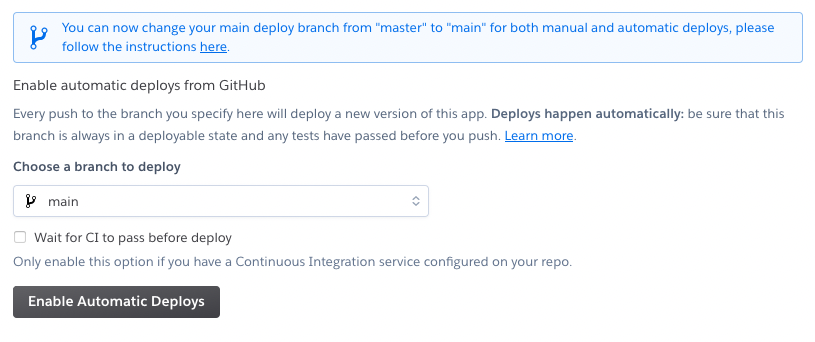 You can now change your main deploy branch from "master" to "main" for both manual and automatic deploys, please
follow the instructions here.
Enable automatic deploys from GitHub
Every push to the branch you specify here will deploy a new version of this app. Deploys happen automatically: be sure that this
branch is always in a deployable state and any tests have passed before you push. Learn more.
Choose a branch to deploy
main
Wait for CI to pass before deploy
Only enable this option if you have a Continuous Integration service configured on your repo.
Enable Automatic Deploys